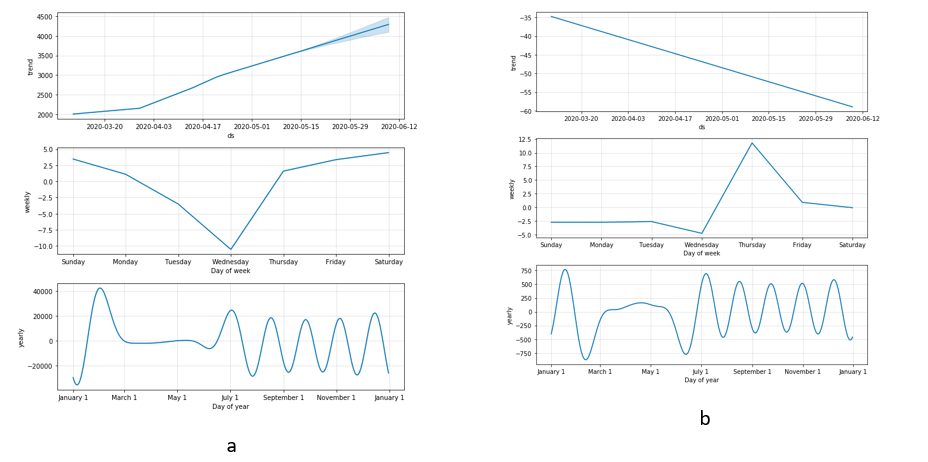 4500
4000
3500
3000
2500
2000
trend
2020-03-20 2020-04-03 2020-04-17 2020-05-01 2020-05-15 2020-05-29 2020-06-12
ds
5.0
2.5
0.0
−2.5
−5.0
−7.5
−10.0
weekly
Sunday Monday Tuesday Wednesday Thursday Friday Saturday
Day of week
40000
20000
0
−20000
yearly
January 1 March 1 May 1 July 1 September 1 November 1 January 1
Day of year
a
−35
−40
−45
−50
−55
−60
trend
2020-03-20 2020-04-03 2020-04-17 2020-05-01 2020-05-15 2020-05-29 2020-06-12
ds
12.5
10.0
7.5
5.0
2.5
0.0
−2.5
−5.0
weekly
Sunday Monday Tuesday Wednesday Thursday Friday Saturday
Day of week
750
500
250
0
−250
−500
−750
yearly
January 1 March 1 May 1 July 1 September 1 November 1 January 1
Day of year
b